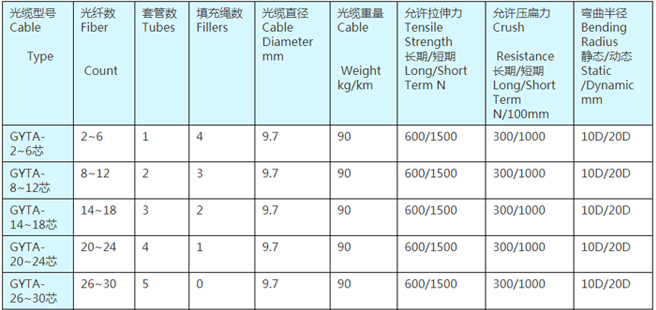 光缆型号 光纤数 套管数 填充绳数 光缆直径 光缆重量 允许拉伸力 允许压扁力 弯曲半径
Cable Fiber Tubes Fillers Cable Cable Tensile Crush Bending
Diameter Strength Radius
Type Count mm Weight 长期/短期 Resistance 静态/动态
kg/km Long/Short 长期/短期 Static
Term N Long/Short /Dynamic
Term mm
N/100mm
GYTA- 2~6 1 4 9.7 90 600/1500 300/1000 10D/20D
2~6芯
GYTA- 8~12 2 3 9.7 90 600/1500 300/1000 10D/20D
8~12芯
GYTA- 14~18 3 2 9.7 90 600/1500 300/1000 10D/20D
14~18芯
GYTA- 20~24 4 1 9.7 90 600/1500 300/1000 10D/20D
20~24芯
GYTA- 26~30 5 0 9.7 90 600/1500 300/1000 10D/20D
26~30芯